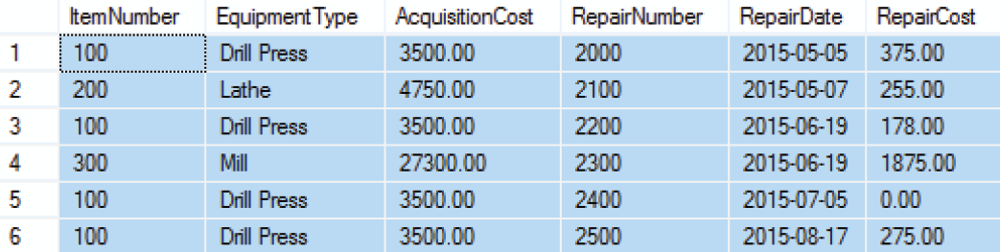 ItemNumber EquipmentType AcquisitionCost RepairNumber RepairDate RepairCost
1 100 Drill Press 3500.00 2000 2015-05-05 375.00
2 200 Lathe 4750.00 2100 2015-05-07 255.00
3 100 Drill Press 3500.00 2200 2015-06-19 178.00
4 300 Mill 27300.00 2300 2015-06-19 1875.00
5 100 Drill Press 3500.00 2400 2015-07-05 0.00
6 100 Drill Press 3500.00 2500 2015-08-17 275.00